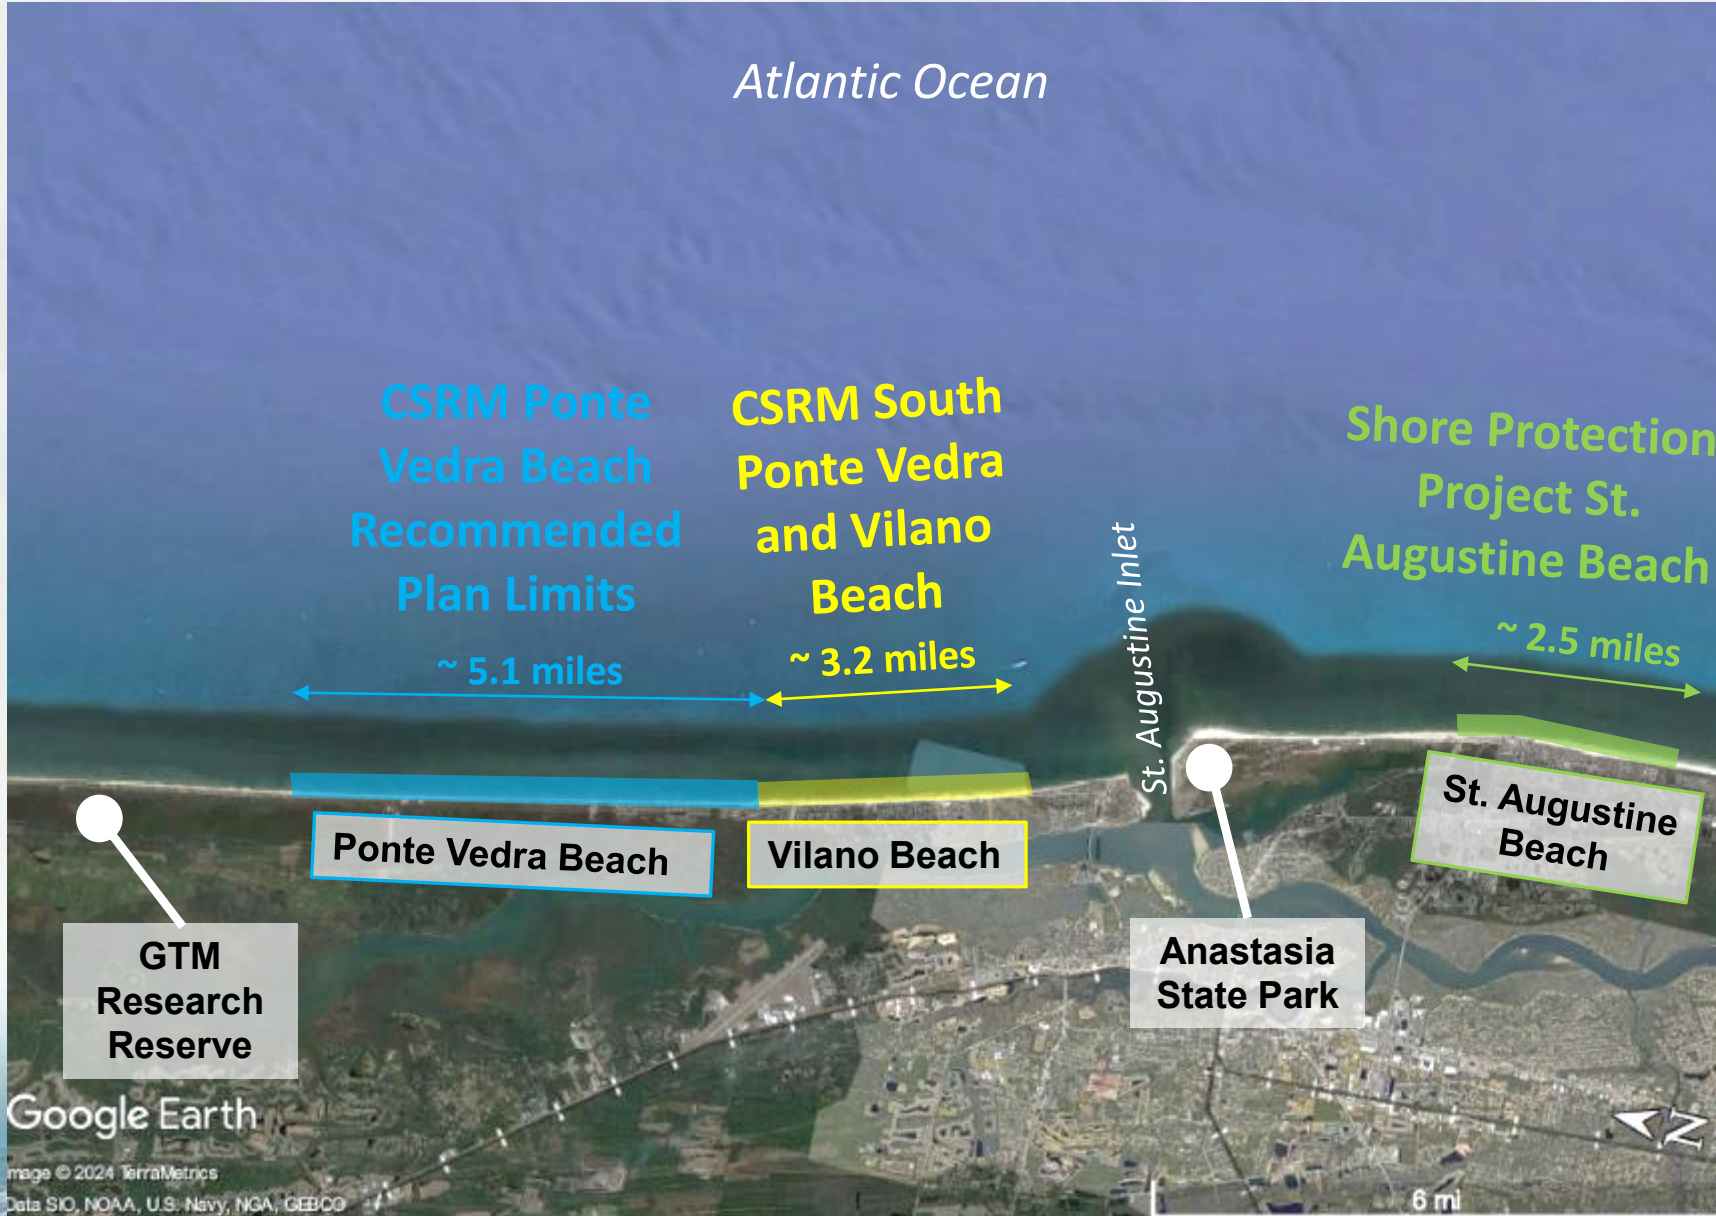 Atlantic Ocean
CSRM Ponte
Vedra Beach
Recommended
Plan Limits
~ 5.1 miles
CSRM South
Ponte Vedra
and Vilano
Beach
~ 3.2 miles
St. Augustine Inlet
Shore Protection
Project St.
Augustine Beach
~ 2.5 miles
Ponte Vedra Beach
Vilano Beach
St. Augustine
Beach
GTM
Research
Reserve
Anastasia
State Park
Google Earth
mage © 2024 TerraMetrics
Data SIO, NOAA, U.S. Navy, NGA, GEBCO
N
6 mi